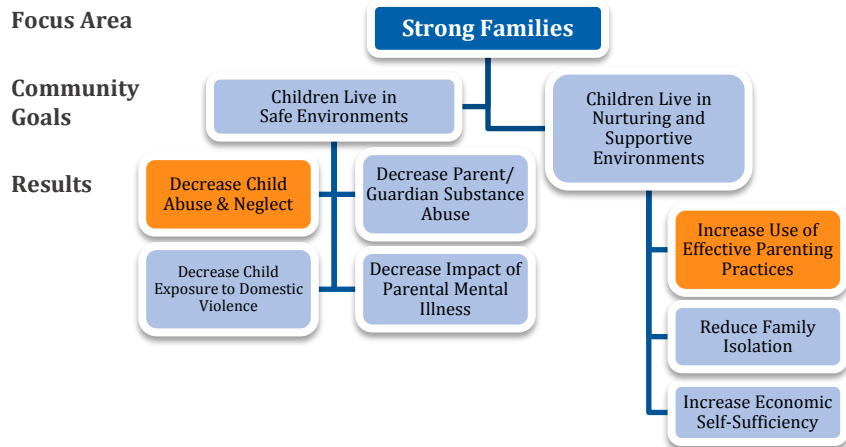 Focus Area
Strong Families
Community
Goals
Children Live in
Safe Environments
Children Live in
Nurturing and
Supportive
Environments
Results
Decrease Child
Abuse & Neglect
Decrease Parent/
Guardian Substance
Abuse
Decrease Child
Exposure to Domestic
Violence
Decrease Impact of
Parental Mental
Illness
Increase Use of
Effective Parenting
Practices
Reduce Family
Isolation
Increase Economic
Self-Sufficiency